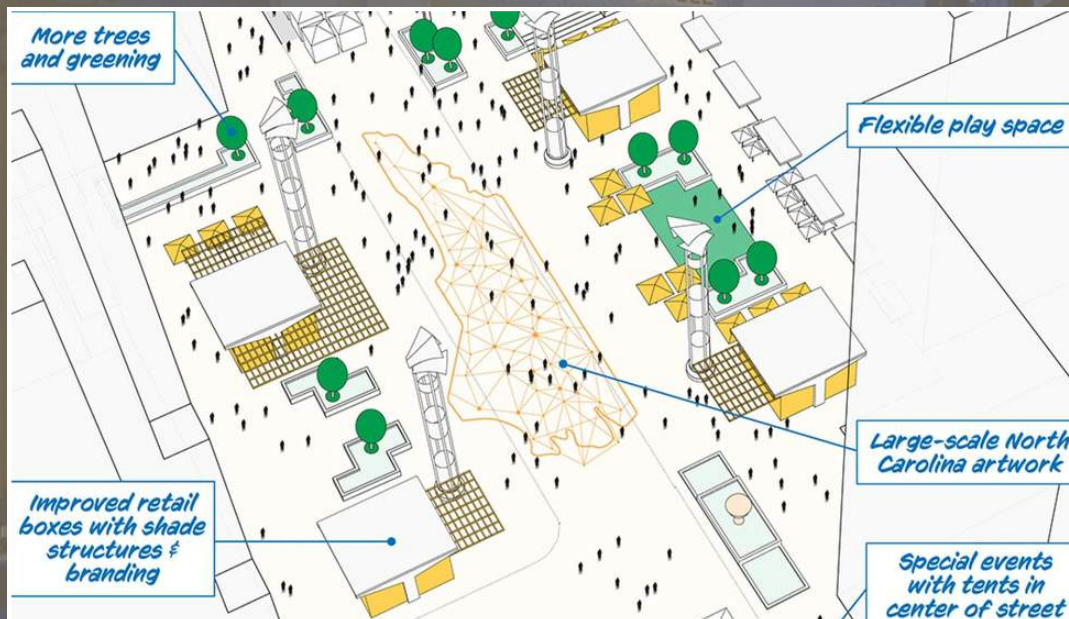 More trees
and greening
Flexible play space
Large-scale North
Carolina artwork
Improved retail
boxes with shade
structures &
branding
Special events
with tents in
center of street